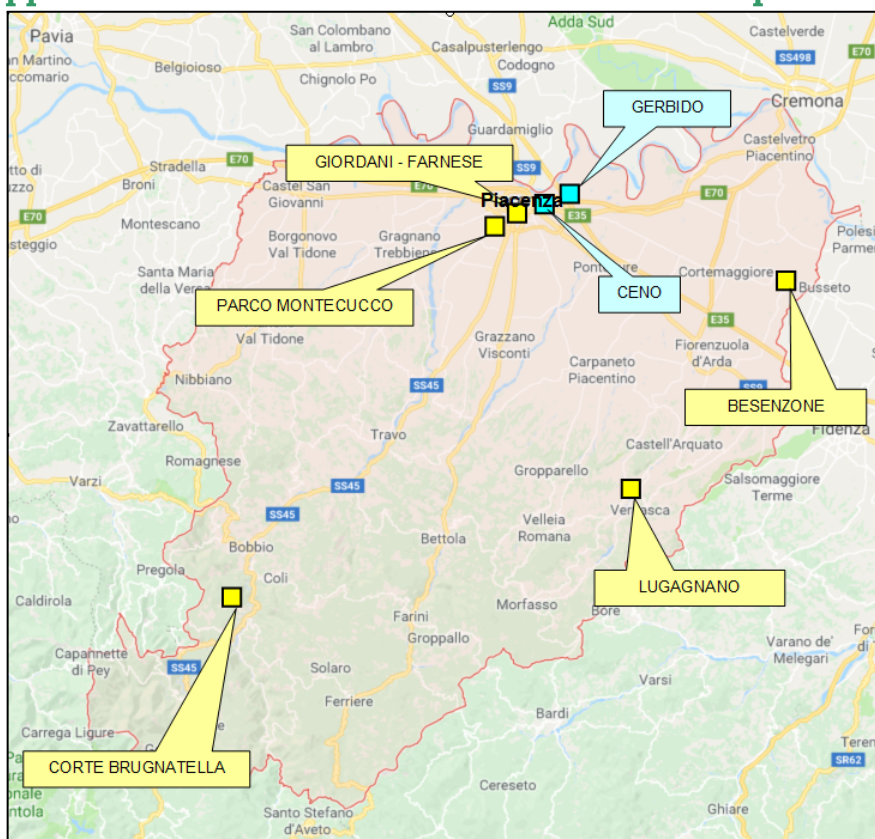 Pavia
San Colombano
al Lambro
Casalpusterlengo
Adda Sud
Castelverde
SS498
E70
San Martino
Belgioioso
Codogno
Chignolo Po
SS9
GERBIDO
Cremona
Guardamiglio
GIORDANI - FARNESE
SS9
Castelvetro
Piacentino
Stradella
E70
Broni
Castel San
Giovanni
E70
E70
E70
Piacenza
E35
Montescano
Borgonovo
Val Tidone
Gragnano
Trebbiense
Santa Maria
della Versa
Cortemaggiore
CENO
Busseto
PARCO MONTECUCCO
E35
Val Tidone
Grazzano
Visconti
Fiorenzuola
d'Arda
Carpaneto
Piacentino
Nibbiano
SS45
SS9
BESENZONE
Zavattarello
Travo
Castell'Arquato
Fidenza
Romagnese
Gropparello
Salsomaggiore
Terme
Varzi
SS45
SS45
Velleia
Romana
Bettola
Bobbio
Pregola
Coli
LUGAGNANO
Caldirola
Morfasso
Bore
Farini
Groppallo
Capannette
di Pey
SS45
Solaro
Varano de'
Melegari
Varsi
Ferriere
Bardi
Carrega Ligure
CORTE BRUGNATELLA
SR62
Cereseto
Santo Stefano
d'Aveto
Ghiare